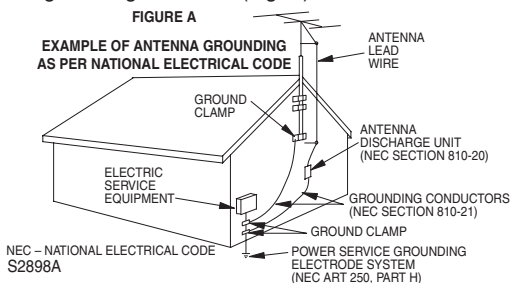 FIGURE A
EXAMPLE OF ANTENNA GROUNDING
AS PER NATIONAL ELECTRICAL CODE
ANTENNA
LEAD
WIRE
GROUND
CLAMP
ANTENNA
DISCHARGE UNIT
(NEC SECTION 810-20)
ELECTRIC
SERVICE
EQUIPMENT
GROUNDING CONDUCTORS
(NEC SECTION 810-21)
GROUND CLAMP
POWER SERVICE GROUNDING
ELECTRODE SYSTEM
(NEC ART 250, PART H)
NEC – NATIONAL ELECTRICAL CODE
S2898A